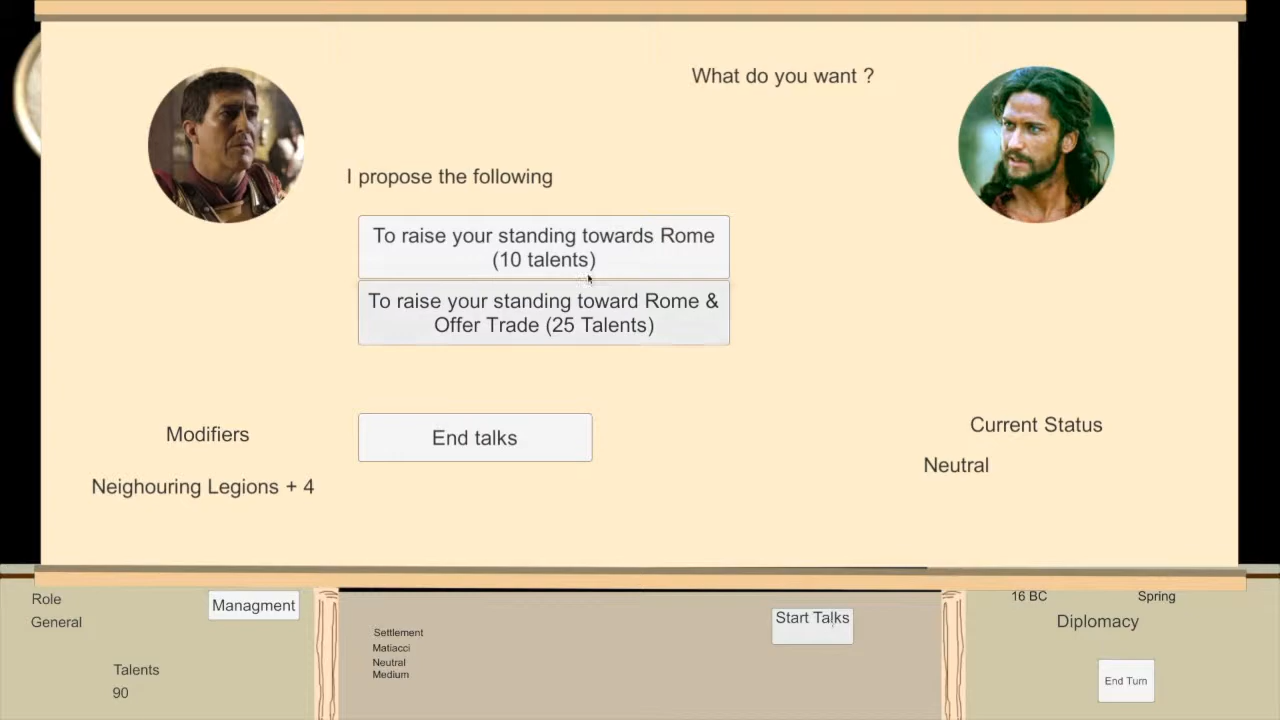 What do you want ?
I propose the following
To raise your standing towards Rome
(10 talents)
To raise your standing toward Rome &
Offer Trade (25 Talents)
End talks
Modifiers
Neighouring Legions + 4
Current Status
Neutral
Role
General
Managment
Talents
90
Settlement
Matiacci
Neutral
Medium
Start Talks
16 BC
Spring
Diplomacy
End Turn